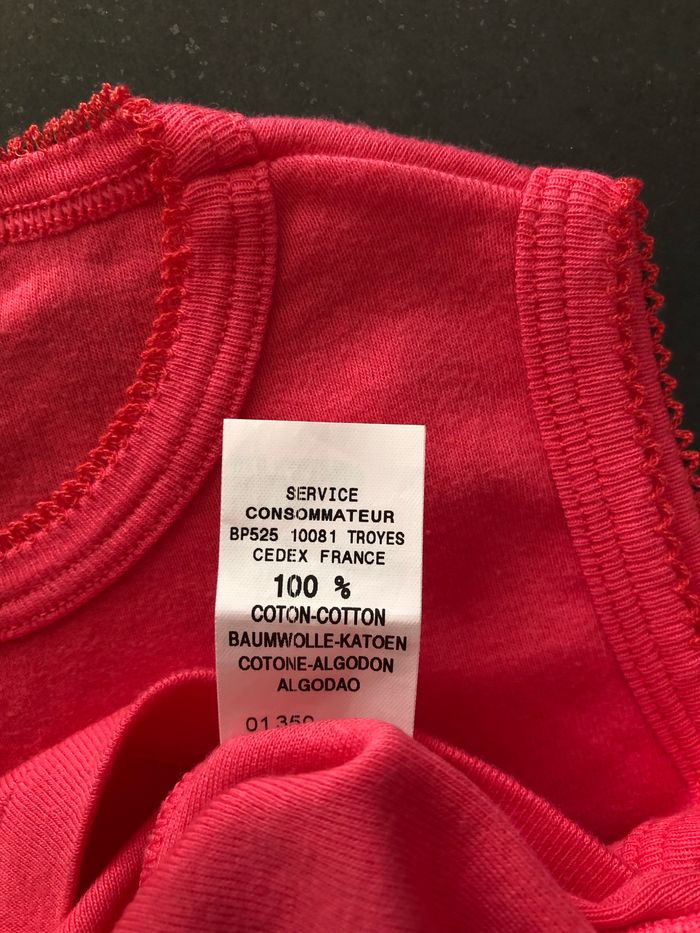 SERVICE
CONSOMMATEUR
BP525 10081 TROYES
CEDEX FRANCE
100 %
COTON-COTTON
BAUMWOLLE-KATOEN
COTONE-ALGODON
ALGODAO